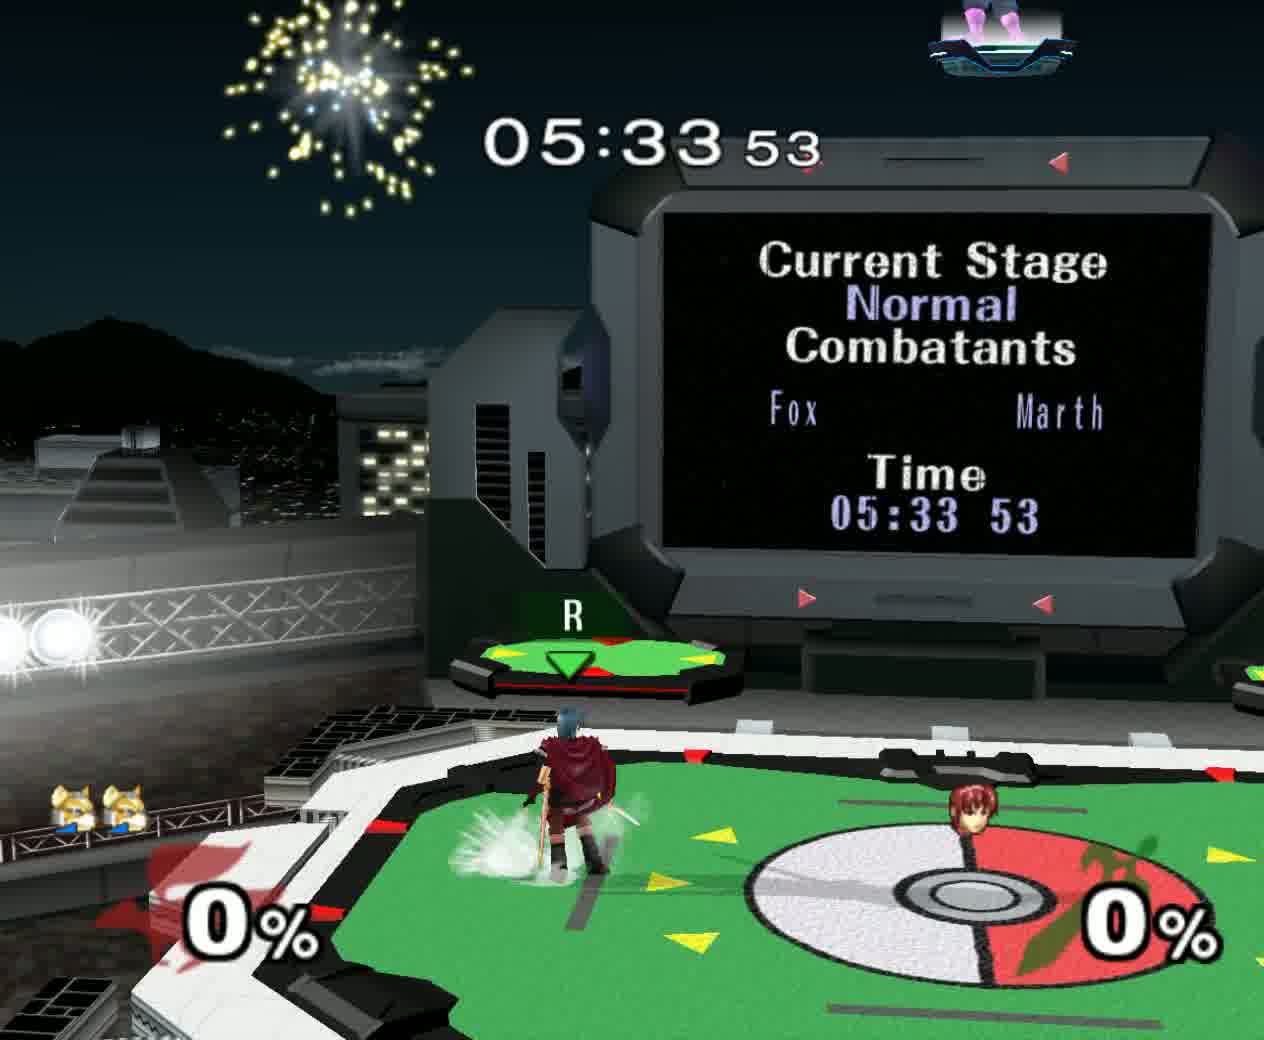 05:33 53
Current Stage
Normal
Combatants
Fox Marth
Time
05:33 53
R
0% 0%